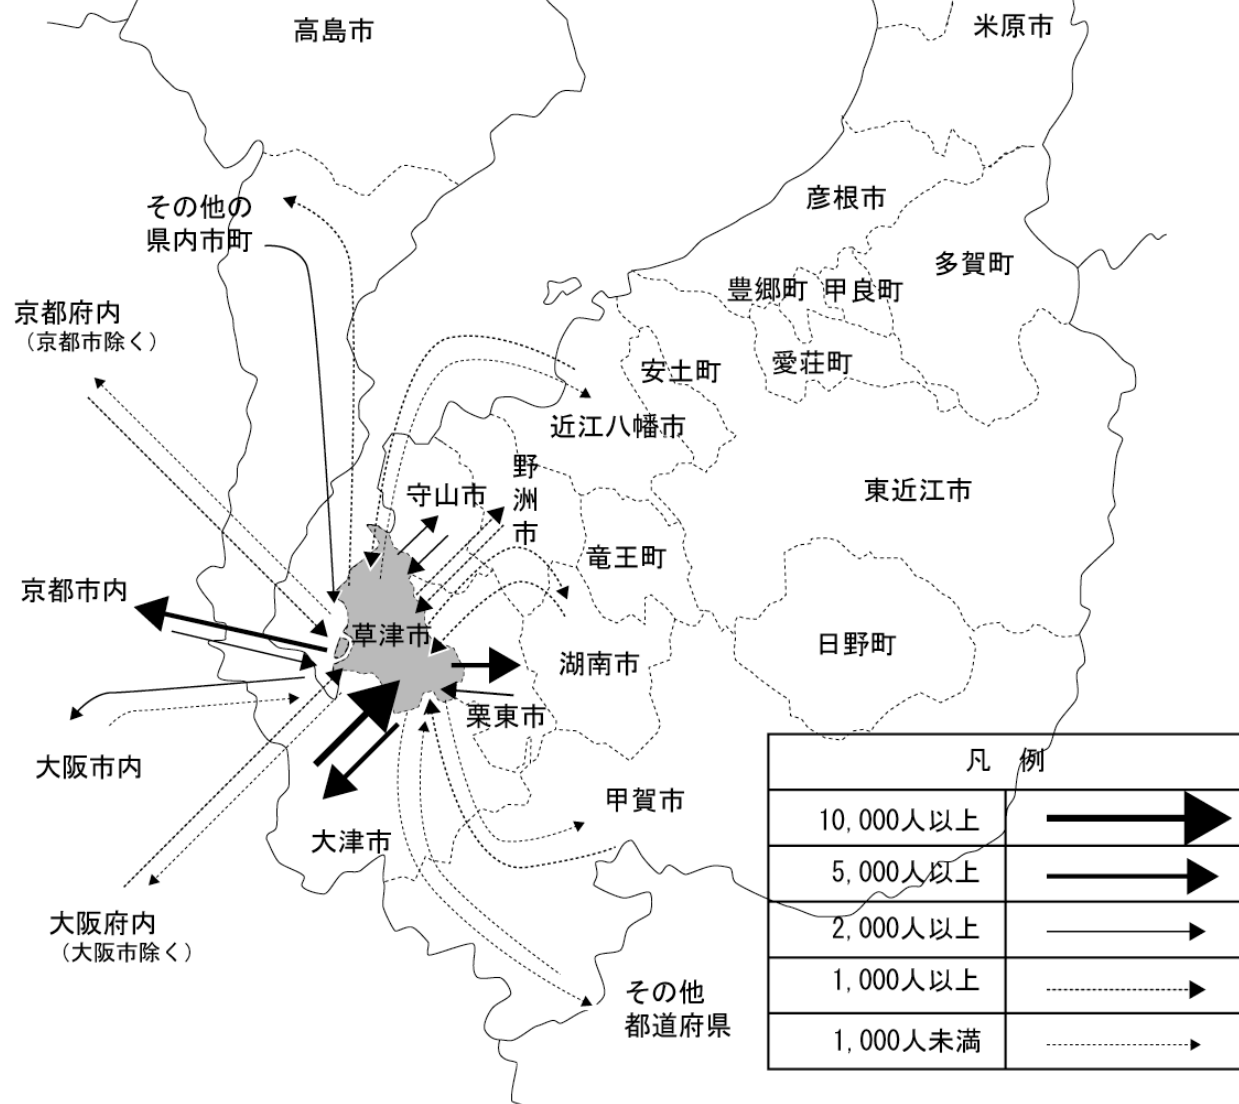 高島市
米原市
その他の
県内市町
彦根市
多賀町
豊郷町
甲良町
京都府内
（京都市除く）
安土町
愛荘町
近江八幡市
守山市
野洲市
東近江市
竜王町
京都市内
草津市
湖南市
日野町
栗東市
大阪市内
甲賀市
大津市
大阪府内
（大阪市除く）
その他
都道府県
凡 例
10,000人以上
5,000人以上
2,000人以上
1,000人以上
1,000人未満